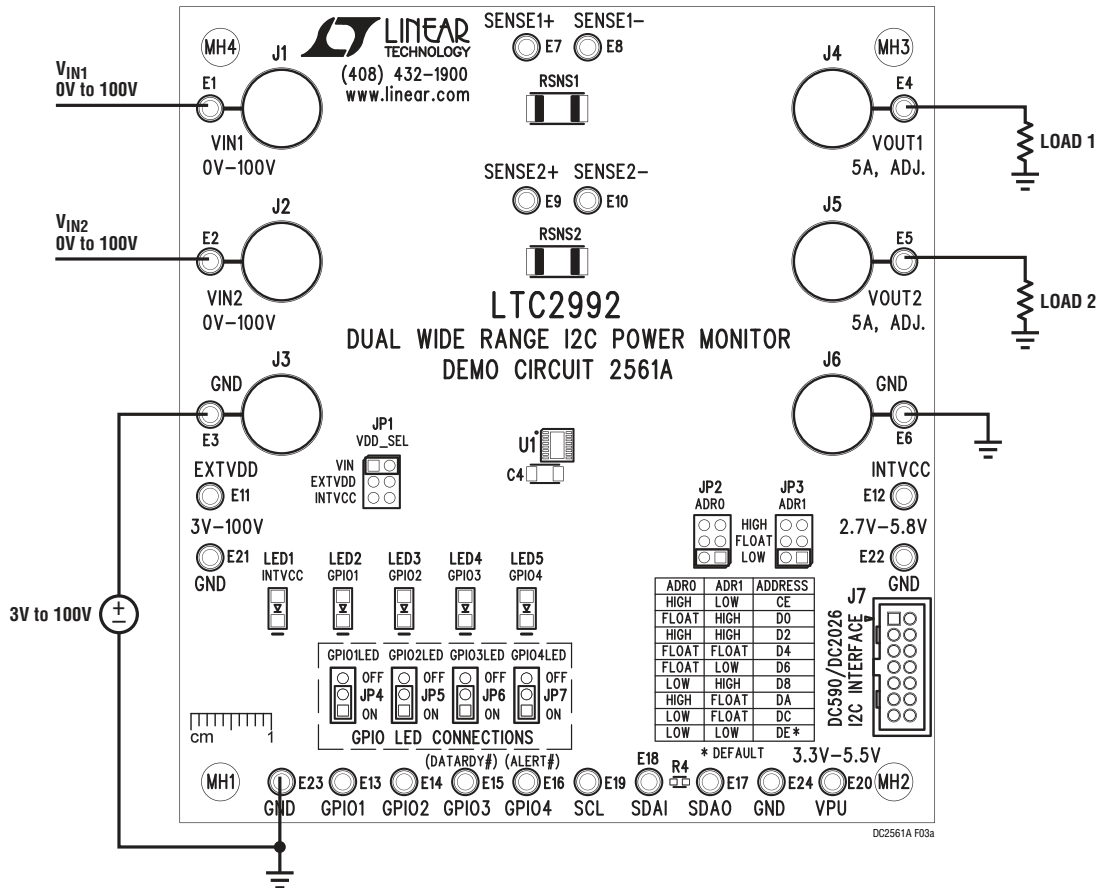 SENSE1+ SENSE1-
MH4
LINEAR
TECHNOLOGY
(408) 432-1900
www.linear.com
E7 E8
MH3
J1
J4
VIN1
0V to 100V
E1
RSNS1
E4
VIN1
0V-100V
VOUT1
5A, ADJ.
LOAD 1
SENSE2+ SENSE2-
E9 E10
J2
J5
VIN2
0V to 100V
E2
RSNS2
E5
VIN2
0V-100V
VOUT2
5A, ADJ.
LOAD 2
LTC2992
DUAL WIDE RANGE I2C POWER MONITOR
DEMO CIRCUIT 2561A
J3
J6
GND
E3
GND
E6
JP1
VDD_SEL
VIN
EXTVDD
INTVCC
U1
C4
EXTVDD
E11
3V-100V
E21
GND
INTVCC
E12
2.7V-5.8V
E22
GND
JP2
ADR0
JP3
ADR1
HIGH
FLOAT
LOW
LED1
INTVCC
LED2
GPIO1
LED3
GPIO2
LED4
GPIO3
LED5
GPIO4
ADR0 ADR1 ADDRESS
HIGH LOW CE
FLOAT HIGH D0
HIGH HIGH D2
FLOAT FLOAT D4
FLOAT LOW D6
LOW HIGH D8
HIGH FLOAT DA
LOW FLOAT DC
LOW LOW DE*
* DEFAULT
J7
DC590/DC2026
I2C INTERFACE
3V to 100V
+
−
GPIO1LED GPIO2LED GPIO3LED GPIO4LED
OFF OFF OFF OFF
JP4 JP5 JP6 JP7
ON ON ON ON
GPIO LED CONNECTIONS
cm 1
(DATARDY#) (ALERT#)
3.3V-5.5V
MH1
E23 E13 E14 E15 E16 E19 E18 R4 E17 E24 E20
MH2
GND GPIO1 GPIO2 GPIO3 GPIO4 SCL SDAI SDAO GND VPU
DC2561A F03a